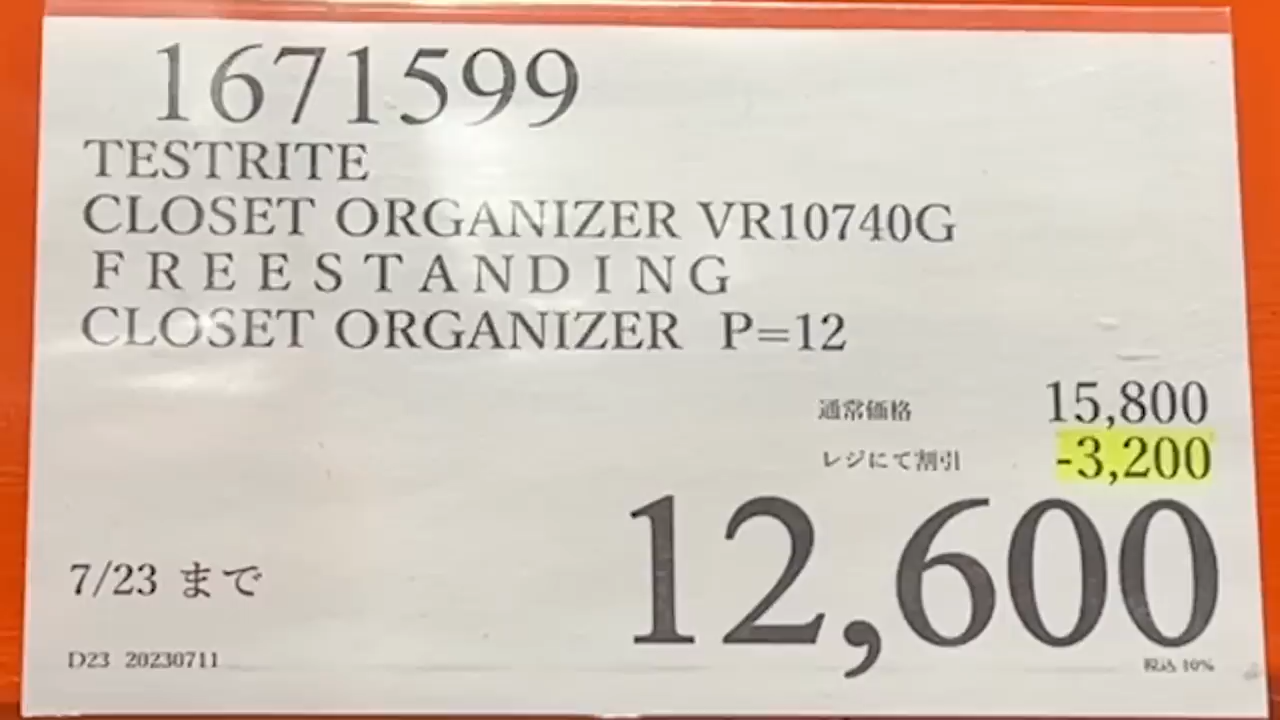 1671599
TESTRITE
CLOSET ORGANIZER VR10740G
FREESTANDING
CLOSET ORGANIZER P=12
通常価格 15,800
レジにて割引 -3,200
12,600
7/23 まで
D23 20230711
税込 10%